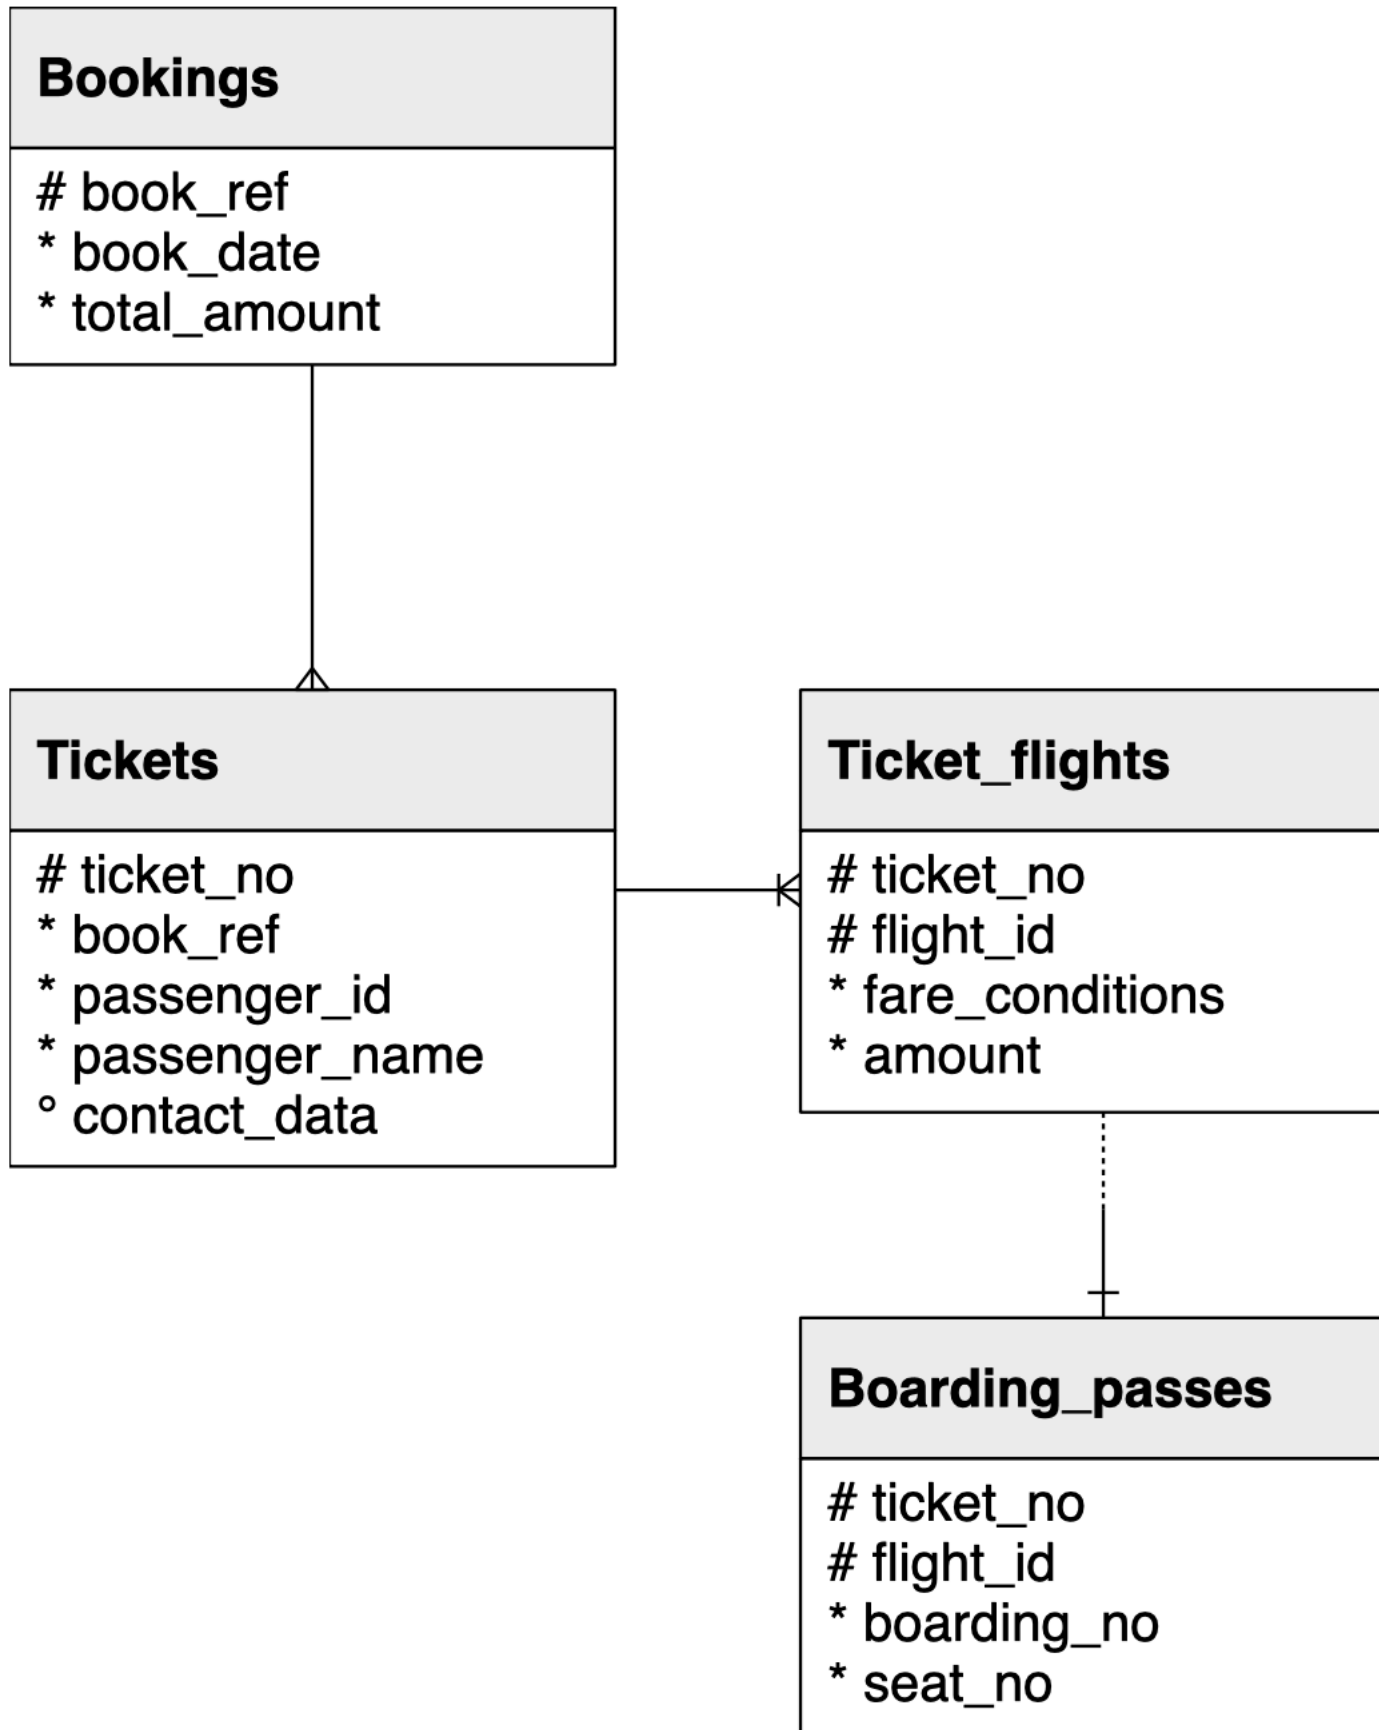 Bookings
# book_ref
* book_date
* total_amount
Tickets
# ticket_no
* book_ref
* passenger_id
* passenger_name
° contact_data
Ticket_flights
# ticket_no
# flight_id
* fare_conditions
* amount
Boarding_passes
# ticket_no
# flight_id
* boarding_no
* seat_no